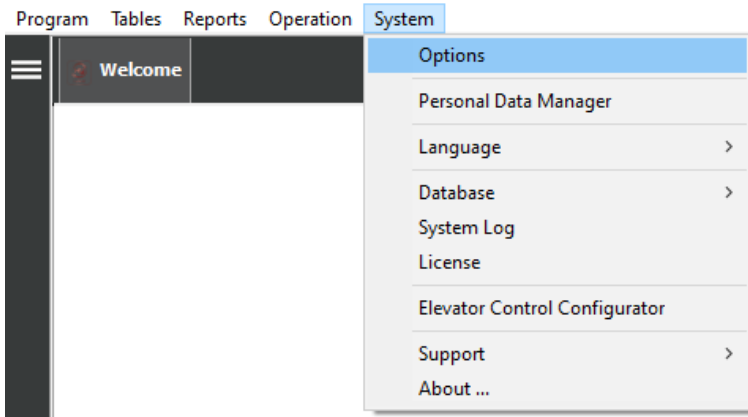 Program Tables Reports Operation System
Welcome
Options
Personal Data Manager
Language
Database
System Log
License
Elevator Control Configurator
Support
About ...